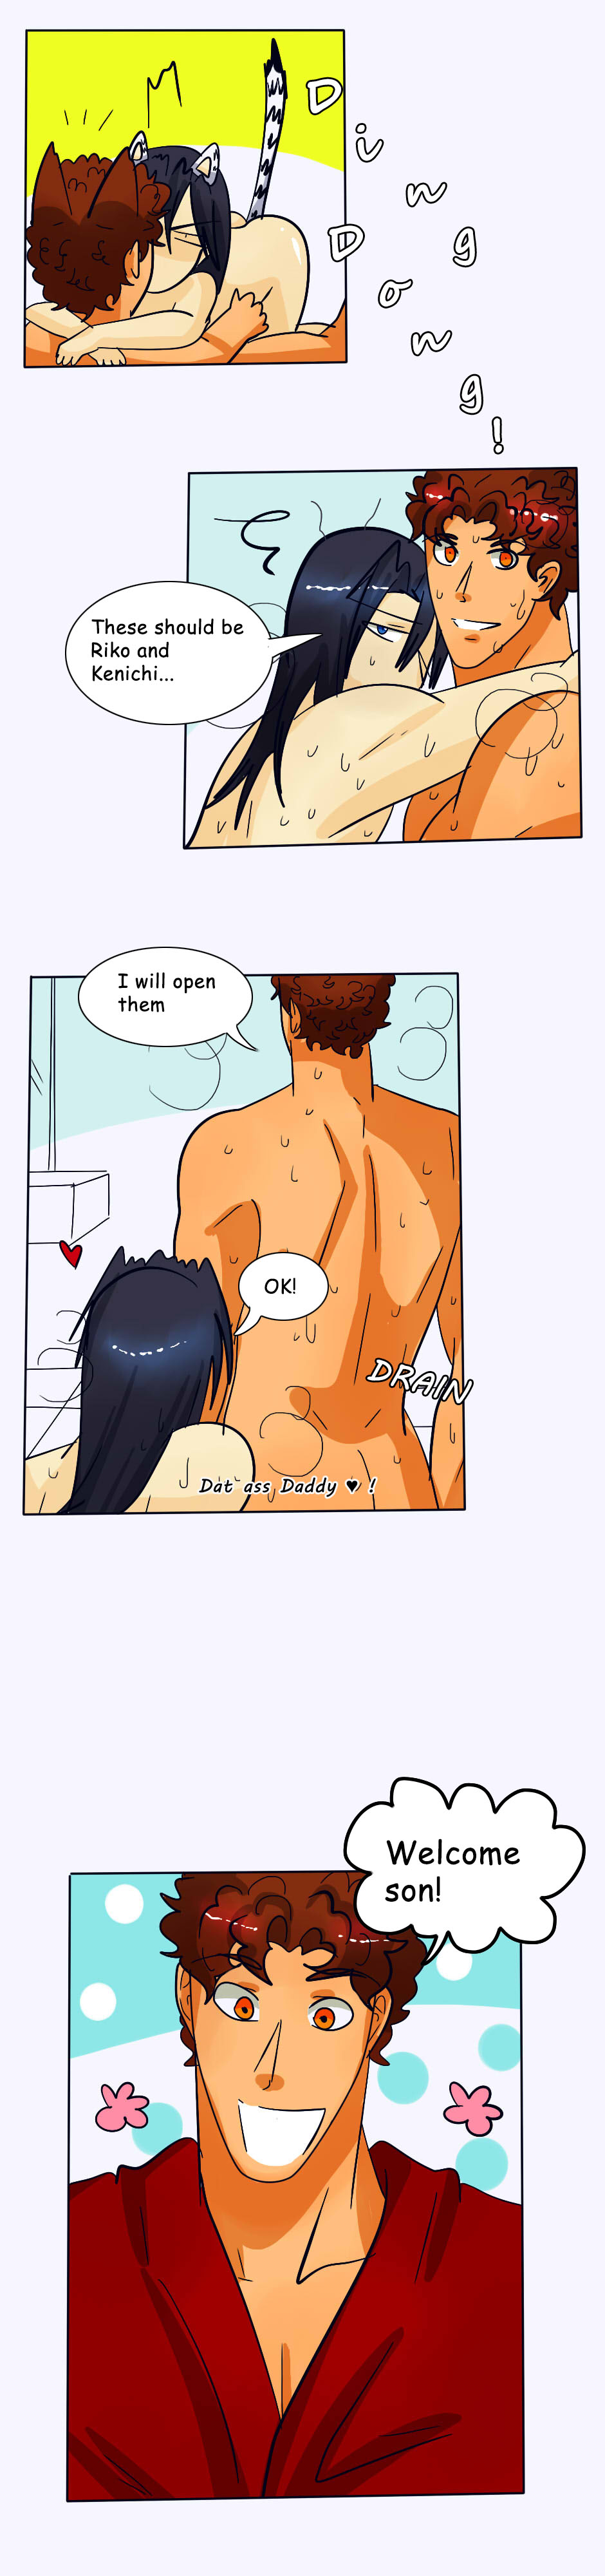 Ding
Dong!
These should be
Riko and
Kenichi...
I will open
them
OK!
DRAIN
Dat ass Daddy ♥ !
Welcome
son!